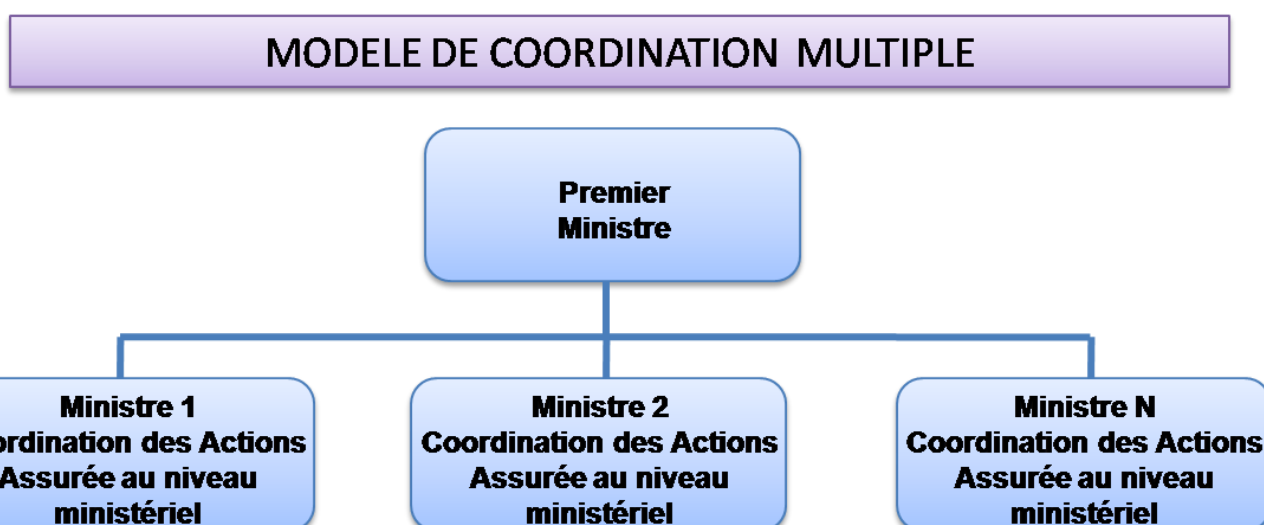 MODELE DE COORDINATION MULTIPLE
Premier
Ministre
Ministre 1
ordination des Actions
Assurée au niveau
ministériel
Ministre 2
Coordination des Actions
Assurée au niveau
ministériel
Ministre N
Coordination des Actions
Assurée au niveau
ministériel